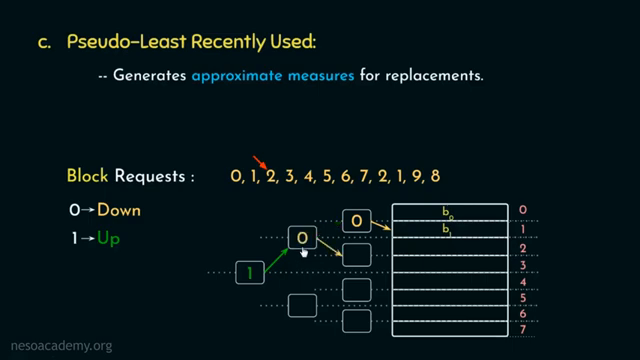 c. Pseudo-Least Recently Used:
-- Generates approximate measures for replacements.
Block Requests : 0, 1, 2, 3, 4, 5, 6, 7, 2, 1, 9, 8
0→Down
1→Up
0
0
1
b₀
b₁
0
1
2
3
4
5
6
7
nesoacademy.org